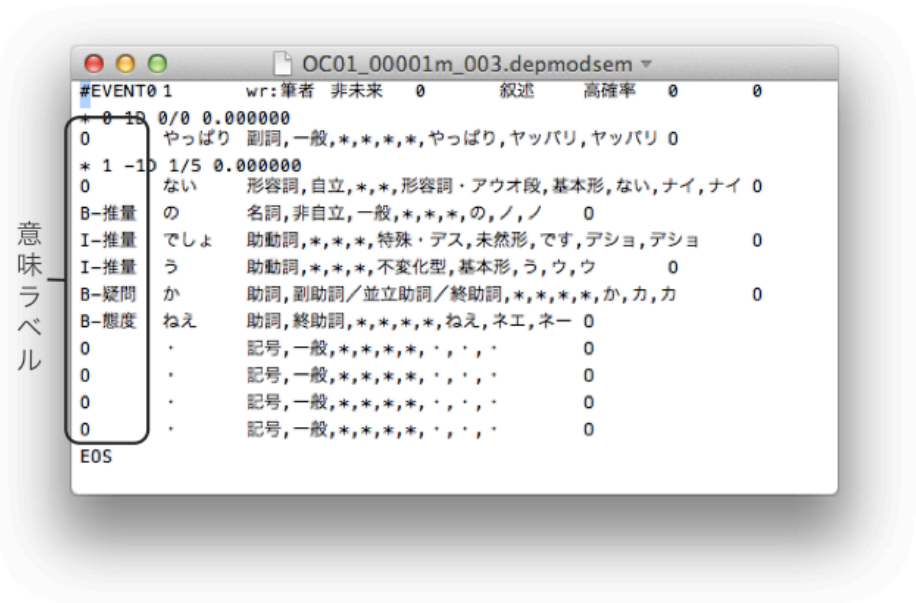 OC01_00001m_003.depmodsem
#EVENT0 1 wr:筆者 非未来 0 叙述 高確率 0 0
* 0 1D 0/0 0.000000
0 やっぱり 副詞,一般,*,*,*,*,やっぱり,ヤッパリ,ヤッパリ 0
* 1 -1D 1/5 0.000000
0 ない 形容詞,自立,*,*,形容詞・アウオ段,基本形,ない,ナイ,ナイ 0
B-推量 の 名詞,非自立,一般,*,*,*,の,ノ,ノ 0
I-推量 でしょ 助動詞,*,*,*,特殊・デス,未然形,です,デショ,デショ 0
I-推量 う 助動詞,*,*,*,不変化型,基本形,う,ウ,ウ 0
B-疑問 か 助詞,副助詞／並立助詞／終助詞,*,*,*,*,か,カ,カ 0
B-態度 ねえ 助詞,終助詞,*,*,*,*,ねえ,ネエ,ネー 0
0 ・ 記号,一般,*,*,*,*,・,・,・ 0
0 ・ 記号,一般,*,*,*,*,・,・,・ 0
0 ・ 記号,一般,*,*,*,*,・,・,・ 0
0 ・ 記号,一般,*,*,*,*,・,・,・ 0
EOS
意味ラベル